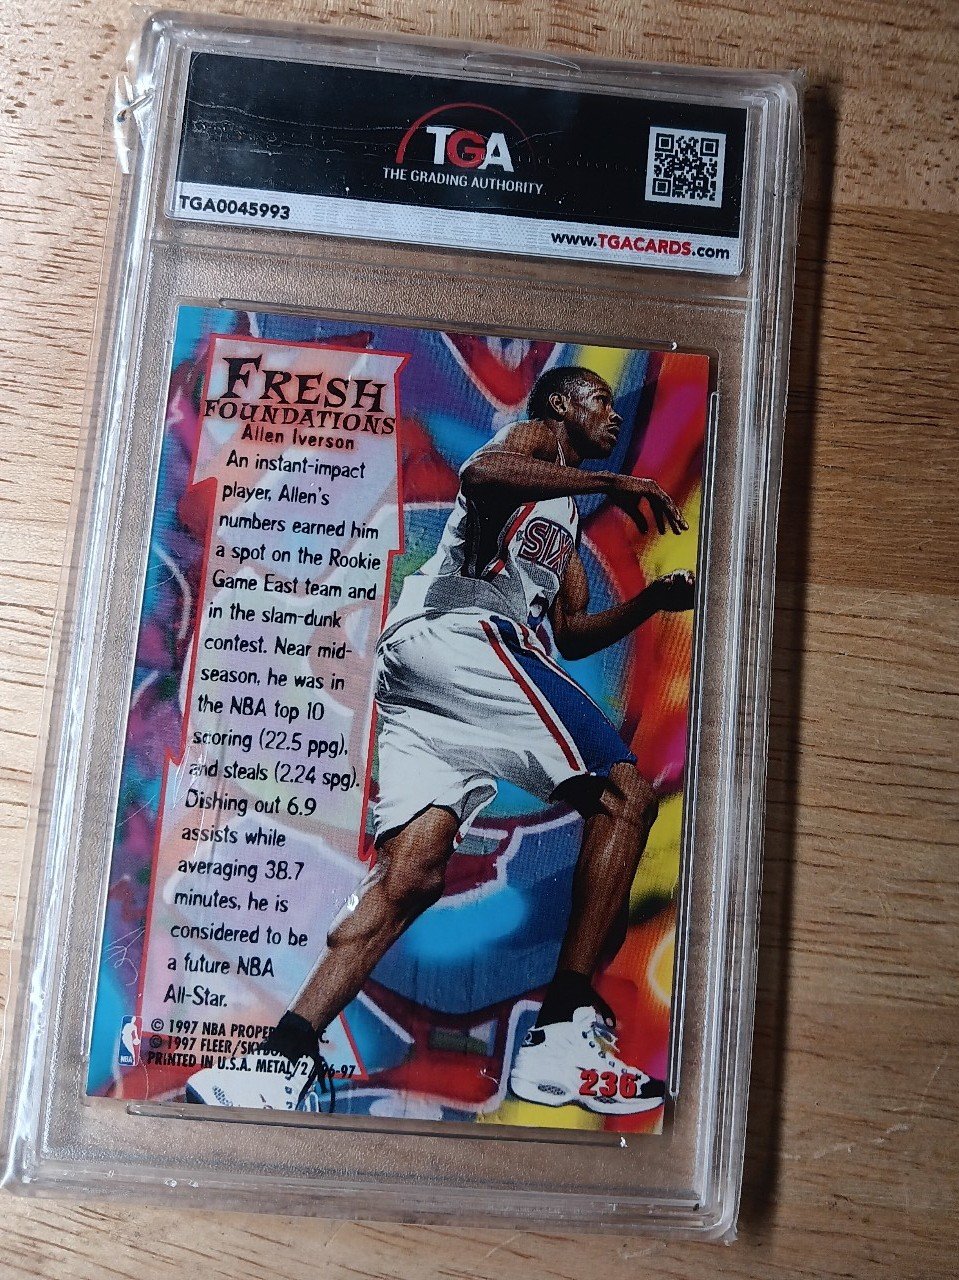 TGA
THE GRADING AUTHORITY
TGA0045993
www.TGACARDS.com
FRESH
FOUNDATIONS
Allen Iverson
An instant-impact
player, Allen's
numbers earned him
a spot on the Rookie
Game East team and
in the slam-dunk
contest. Near mid-
season, he was in
the NBA top 10
scoring (22.5 ppg),
and steals (2.24 spg).
Dishing out 6.9
assists while
averaging 38.7
minutes, he is
considered to be
a future NBA
All-Star.
SIX
NBA
© 1997 NBA
© 1997 FLEER/
PRINTED IN U.S.A. METAL/2 96-97
236